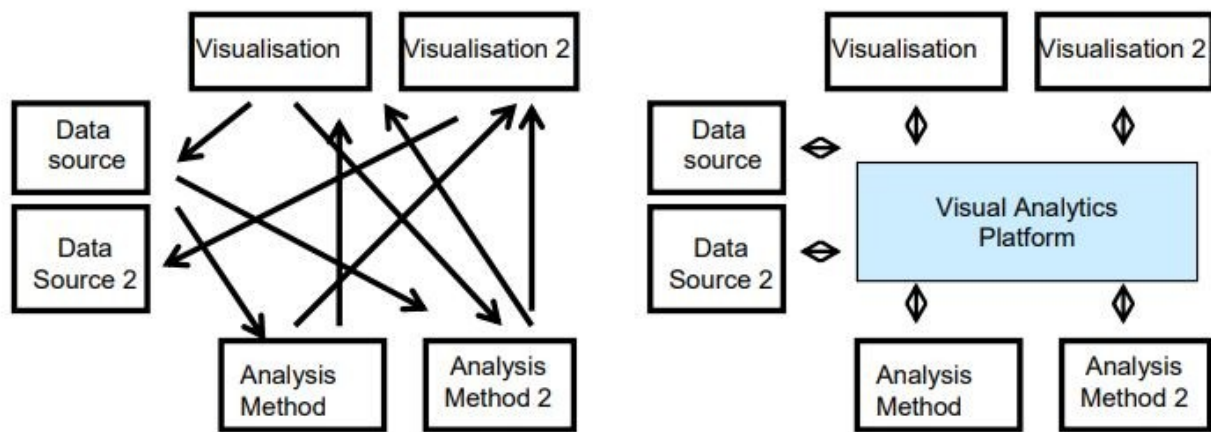 Visualisation
Visualisation 2
Data
source
Data
Source 2
Analysis
Method
Analysis
Method 2
Visualisation
Visualisation 2
Data
source
Data
Source 2
Visual Analytics
Platform
Analysis
Method
Analysis
Method 2